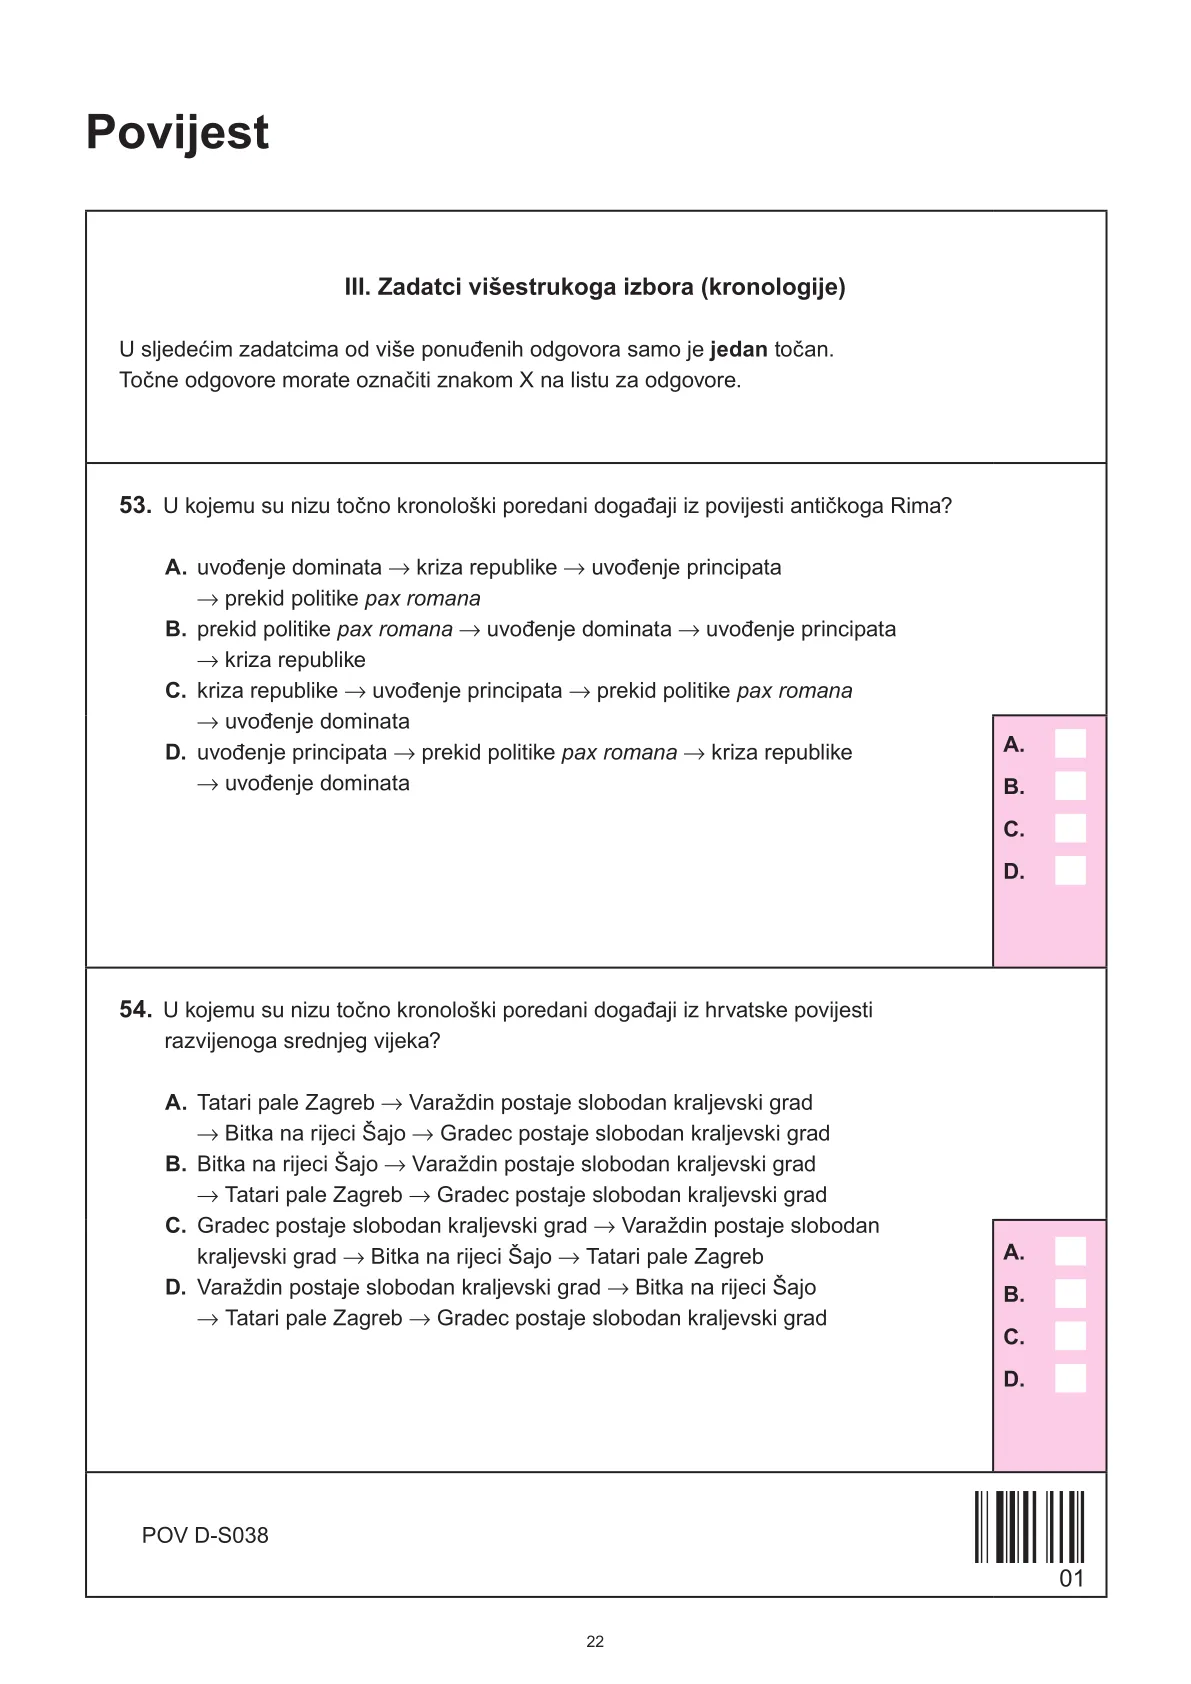 Povijest
III. Zadatci višestrukoga izbora (kronologije)
U sljedećim zadatcima od više ponuđenih odgovora samo je jedan točan.
Točne odgovore morate označiti znakom X na listu za odgovore.
53. U kojemu su nizu točno kronološki poredani događaji iz povijesti antičkoga Rima?
A. uvođenje dominata → kriza republike → uvođenje principata
→ prekid politike pax romana
B. prekid politike pax romana → uvođenje dominata → uvođenje principata
→ kriza republike
C. kriza republike → uvođenje principata → prekid politike pax romana
→ uvođenje dominata
D. uvođenje principata → prekid politike pax romana → kriza republike
→ uvođenje dominata
A.
B.
C.
D.
54. U kojemu su nizu točno kronološki poredani događaji iz hrvatske povijesti
razvijenoga srednjeg vijeka?
A. Tatari pale Zagreb → Varaždin postaje slobodan kraljevski grad
→ Bitka na rijeci Šajo → Gradec postaje slobodan kraljevski grad
B. Bitka na rijeci Šajo → Varaždin postaje slobodan kraljevski grad
→ Tatari pale Zagreb → Gradec postaje slobodan kraljevski grad
C. Gradec postaje slobodan kraljevski grad → Varaždin postaje slobodan
kraljevski grad → Bitka na rijeci Šajo → Tatari pale Zagreb
D. Varaždin postaje slobodan kraljevski grad → Bitka na rijeci Šajo
→ Tatari pale Zagreb → Gradec postaje slobodan kraljevski grad
A.
B.
C.
D.
POV D-S038
01
22